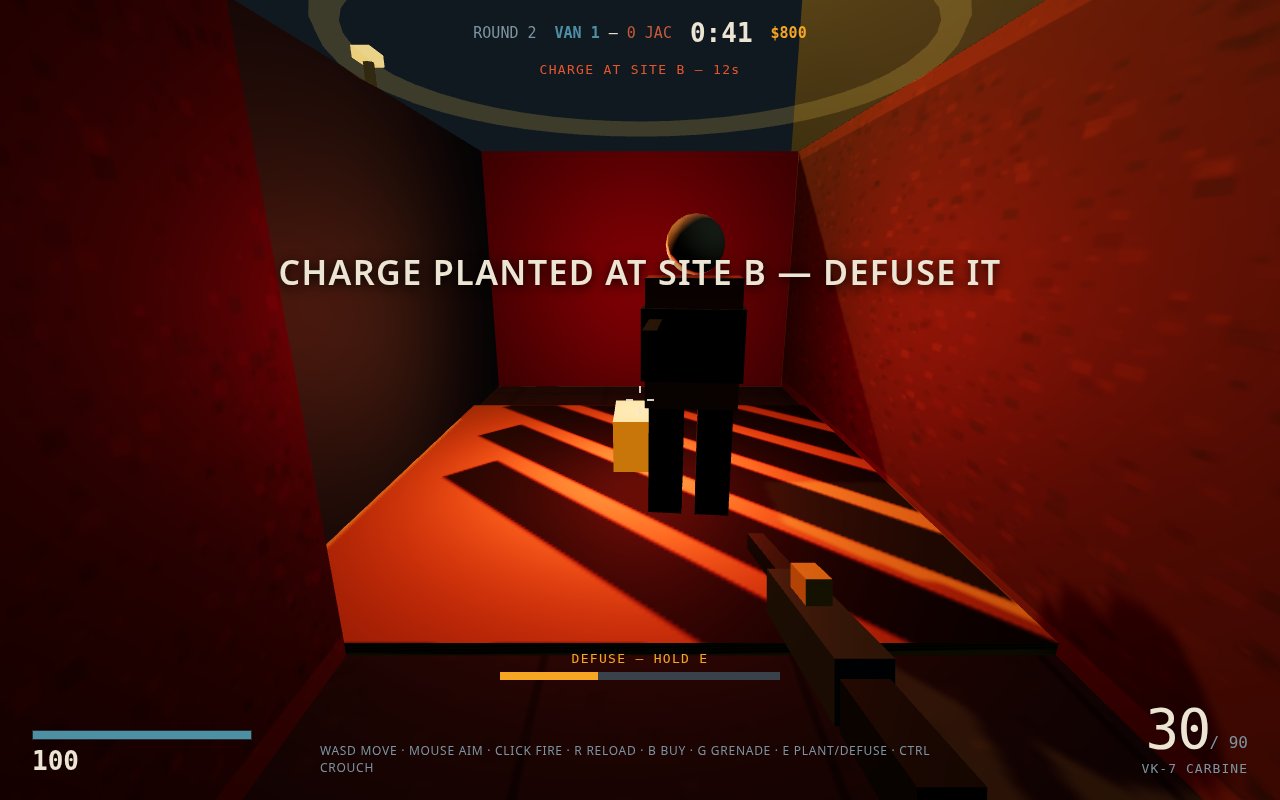 ROUND 2 VAN 1 — 0 JAC 0:41 $800
CHARGE AT SITE B — 12s
CHARGE PLANTED AT SITE B — DEFUSE IT
DEFUSE — HOLD E
100
WASD MOVE · MOUSE AIM · CLICK FIRE · R RELOAD · B BUY · G GRENADE · E PLANT/DEFUSE · CTRL
CROUCH
30 / 90
VK-7 CARBINE